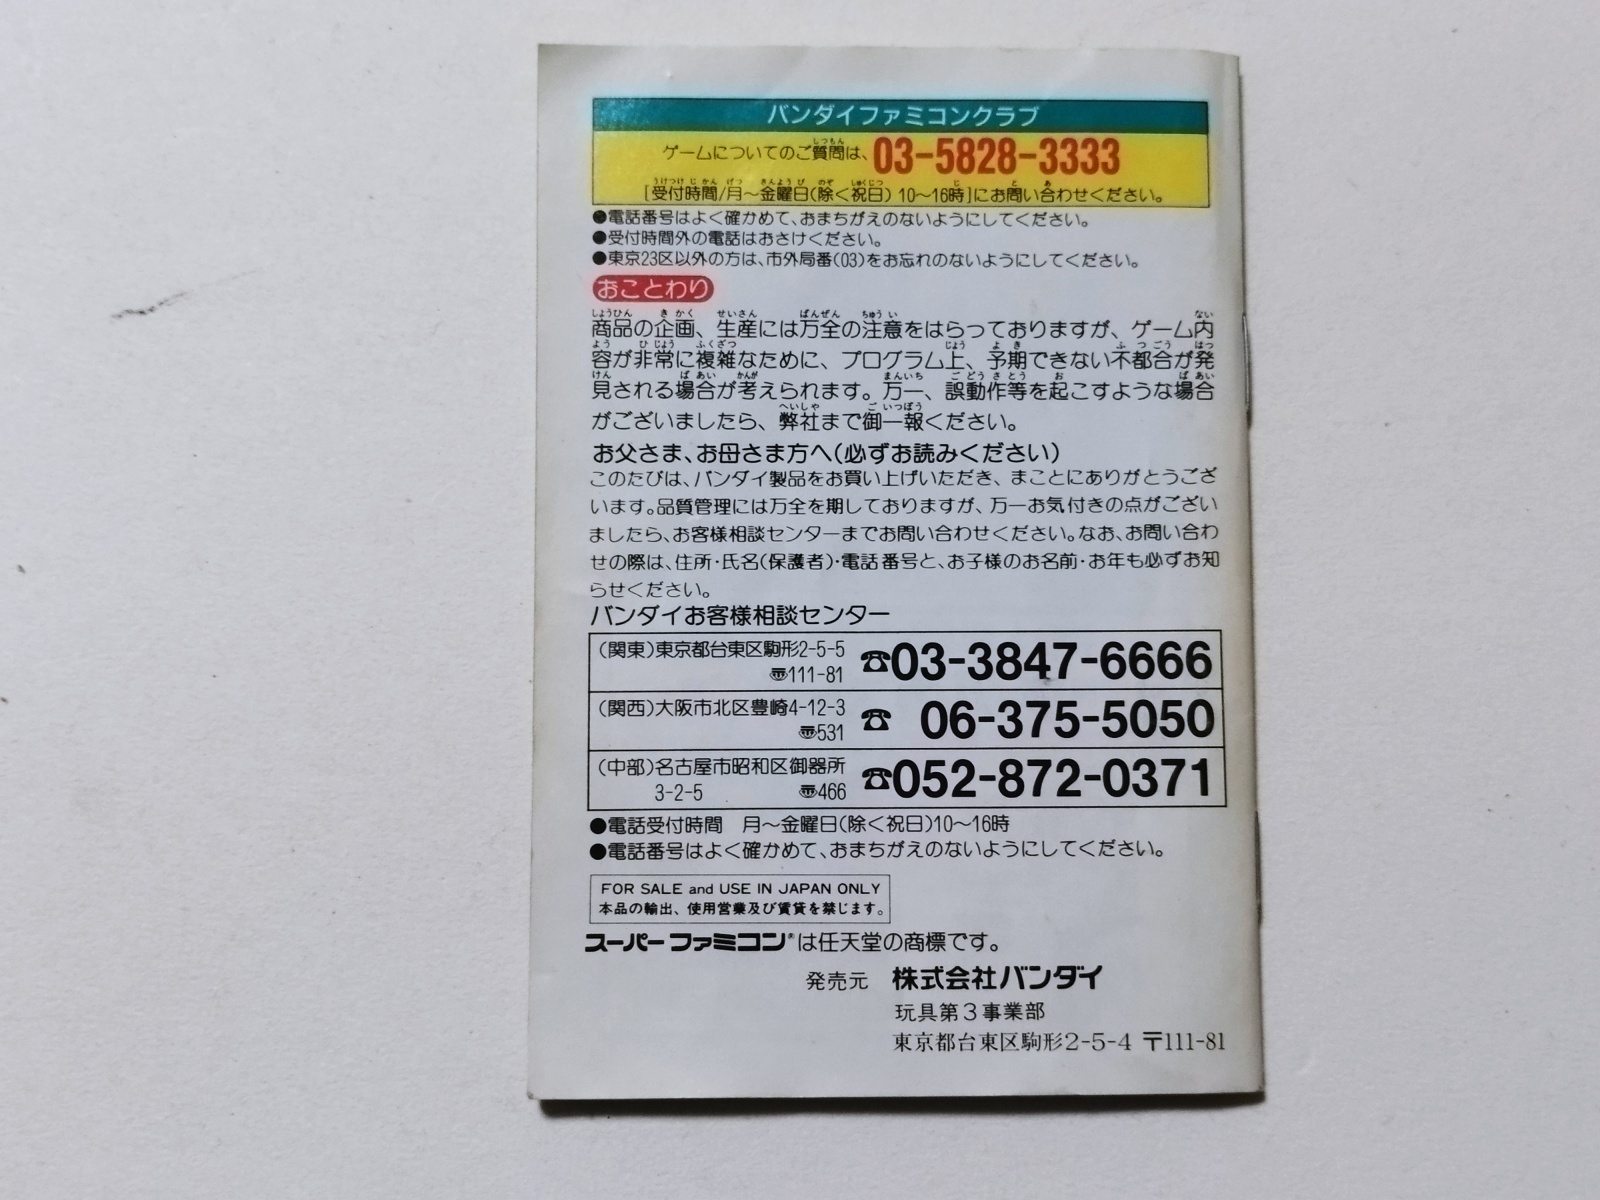 バンダイファミコンクラブ
ゲームについてのご質問は、03-5828-3333
[受付時間/月〜金曜日(除く祝日) 10〜16時]にお問い合わせください。
●電話番号はよく確かめて、おまちがえのないようにしてください。
●受付時間外の電話はおさけください。
●東京23区以外の方は、市外局番(03)をお忘れのないようにしてください。
おことわり
商品の企画、生産には万全の注意をはらっておりますが、ゲーム内
容が非常に複雑なために、プログラム上、予期できない不都合が発
見される場合が考えられます。万一、誤動作等を起こすような場合
がございましたら、弊社まで御一報ください。
お父さま、お母さま方へ(必ずお読みください)
このたびは、バンダイ製品をお買い上げいただき、まことにありがとうござ
います。品質管理には万全を期しておりますが、万一お気付きの点がござい
ましたら、お客様相談センターまでお問い合わせください。なお、お問い合わ
せの際は、住所・氏名(保護者)・電話番号と、お子様のお名前・お年も必ずお知
らせください。
バンダイお客様相談センター
(関東)東京都台東区駒形2-5-5
〠111-81
☎03-3847-6666
(関西)大阪市北区豊崎4-12-3
〠531
☎ 06-375-5050
(中部)名古屋市昭和区御器所
3-2-5 〠466
☎052-872-0371
●電話受付時間 月〜金曜日(除く祝日)10〜16時
●電話番号はよく確かめて、おまちがえのないようにしてください。
FOR SALE and USE IN JAPAN ONLY
本品の輸出、使用営業及び賃貸を禁じます。
スーパーファミコン®は任天堂の商標です。
発売元 株式会社バンダイ
玩具第3事業部
東京都台東区駒形2-5-4 〒111-81